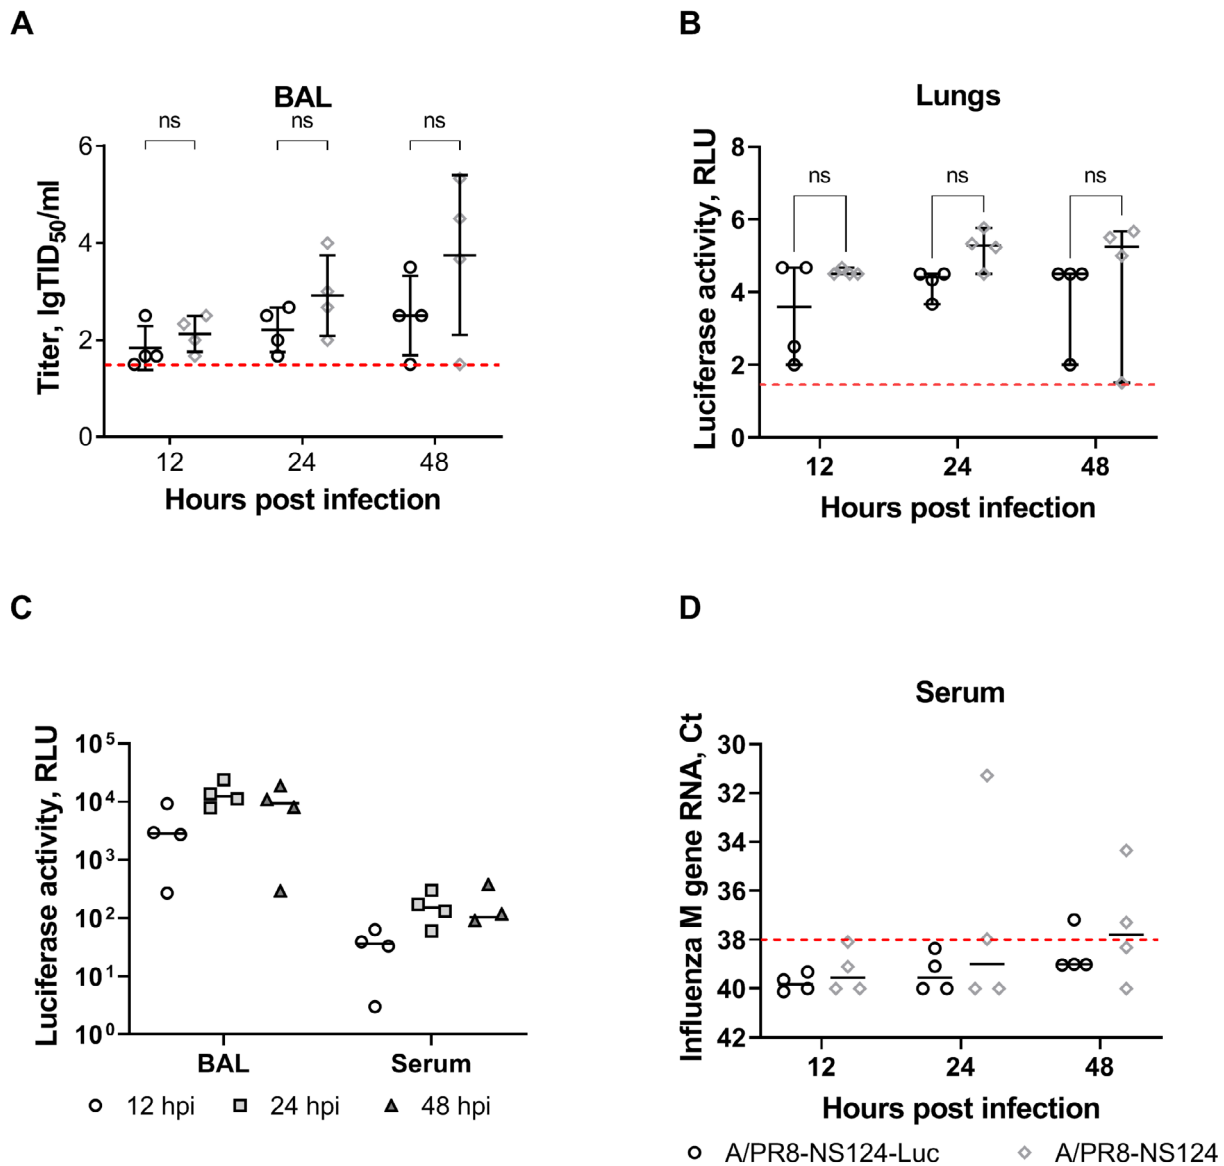 A
BAL
ns ns ns
Titer, lgTID50/ml
6
4
2
0
12 24 48
Hours post infection
B
Lungs
ns ns ns
Luciferase activity, RLU
8
6
4
2
0
12 24 48
Hours post infection
C
Luciferase activity, RLU
10^5
10^4
10^3
10^2
10^1
10^0
BAL Serum
12 hpi 24 hpi 48 hpi
D
Serum
Influenza M gene RNA, Ct
30
32
34
36
38
40
42
12 24 48
Hours post infection
A/PR8-NS124-Luc A/PR8-NS124